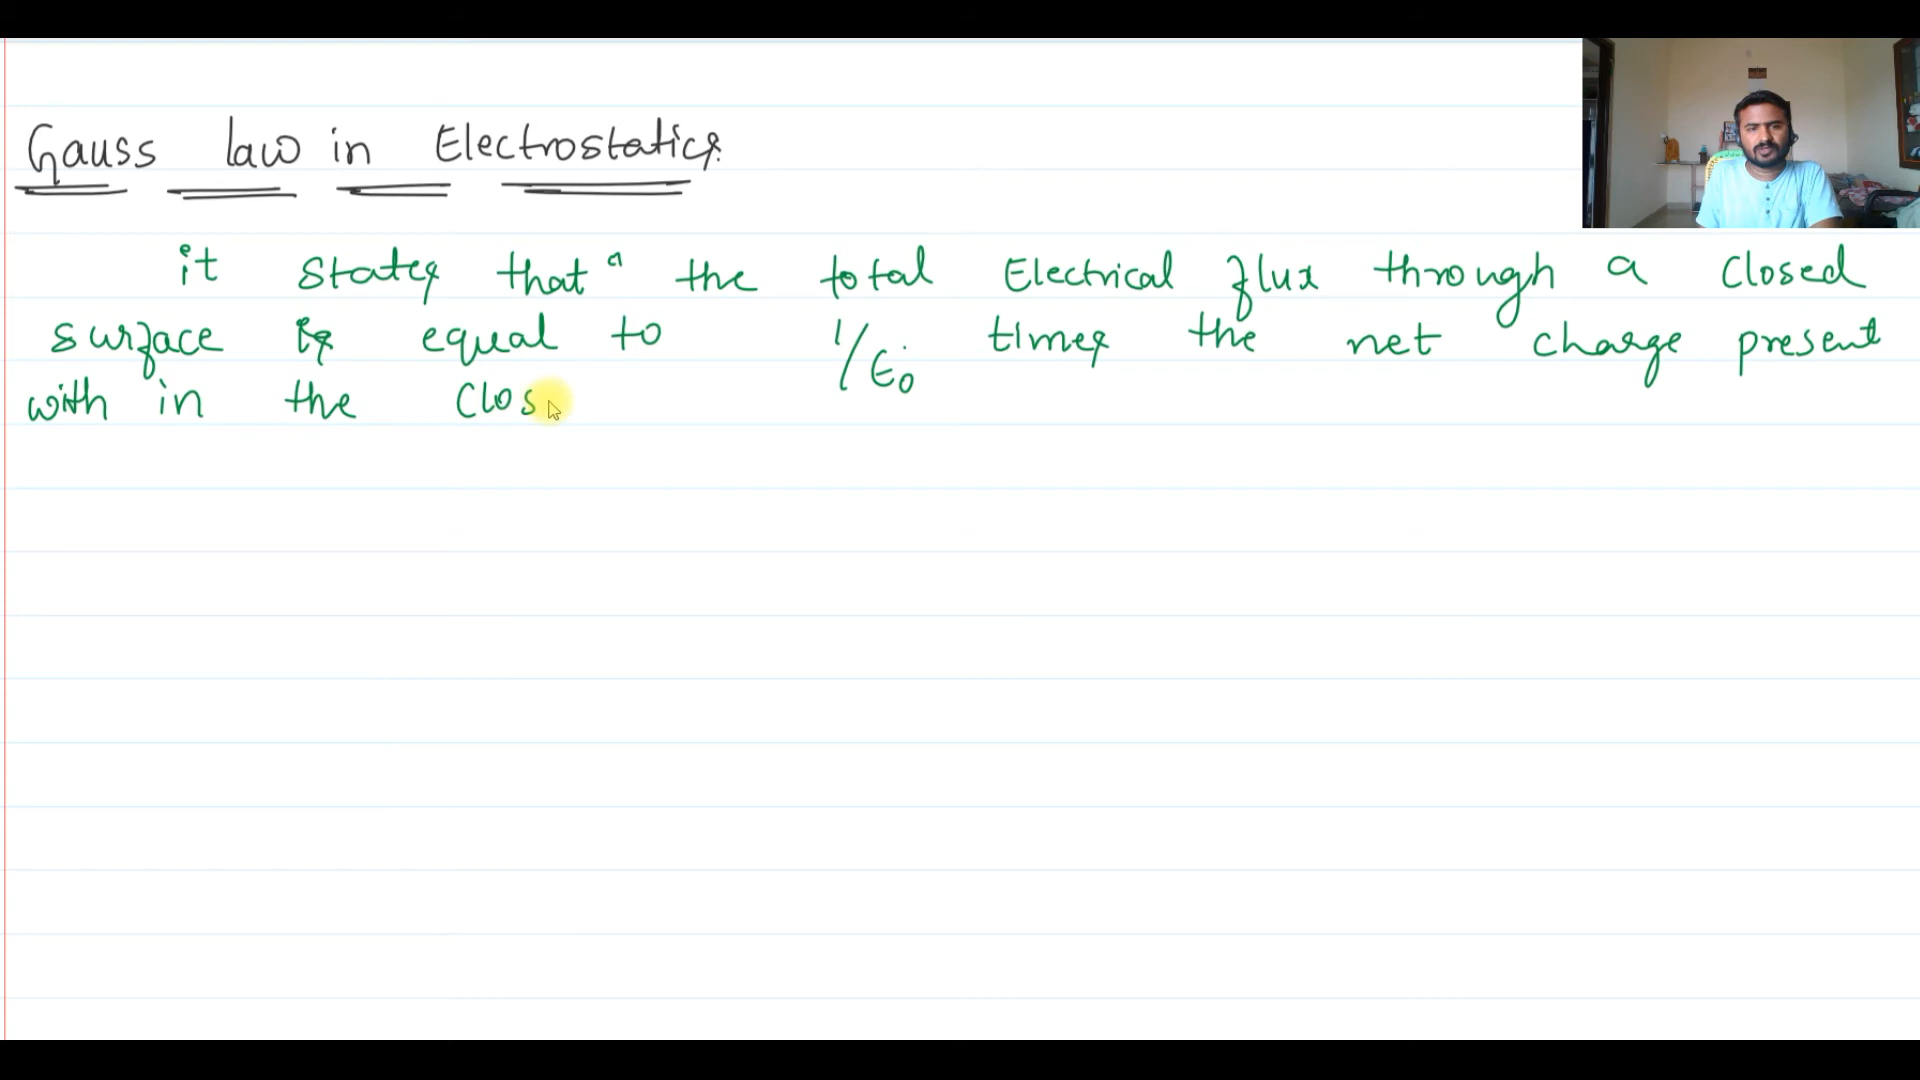 Gauss law in Electrostatics.
it states that " the total Electrical flux through a closed
surface is equal to 1/ε₀ times the net charge present
with in the Clos